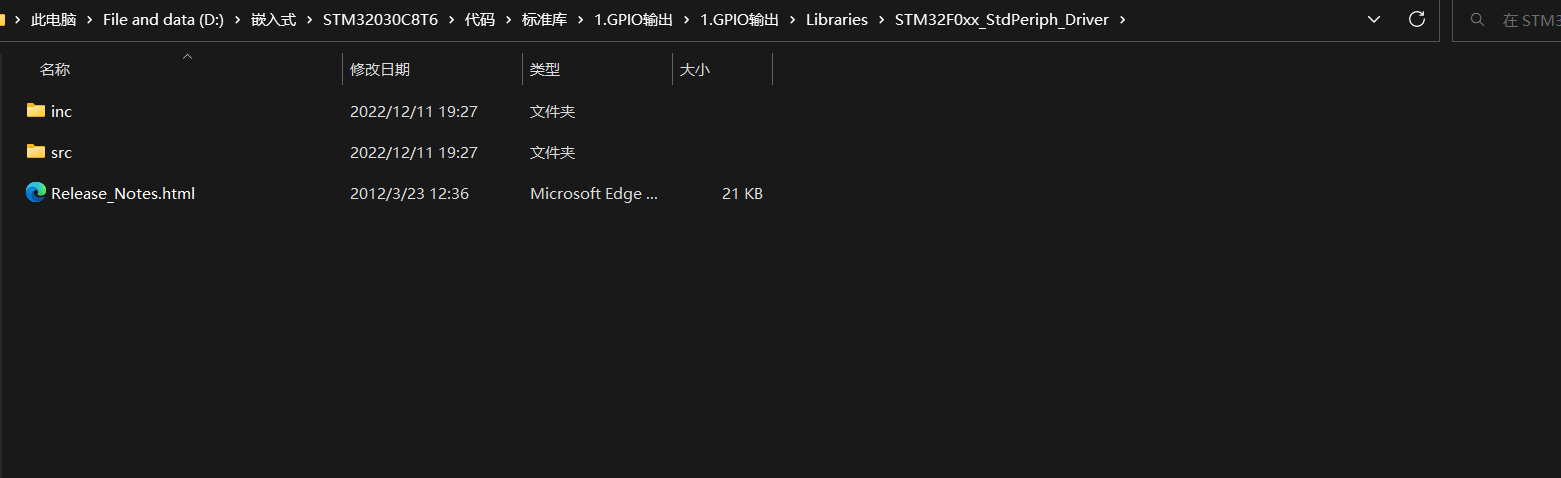 此电脑 › File and data (D:) › 嵌入式 › STM32030C8T6 › 代码 › 标准库 › 1.GPIO输出 › 1.GPIO输出 › Libraries › STM32F0xx_StdPeriph_Driver › 在 STM3
名称 修改日期 类型 大小
inc 2022/12/11 19:27 文件夹
src 2022/12/11 19:27 文件夹
Release_Notes.html 2012/3/23 12:36 Microsoft Edge ... 21 KB